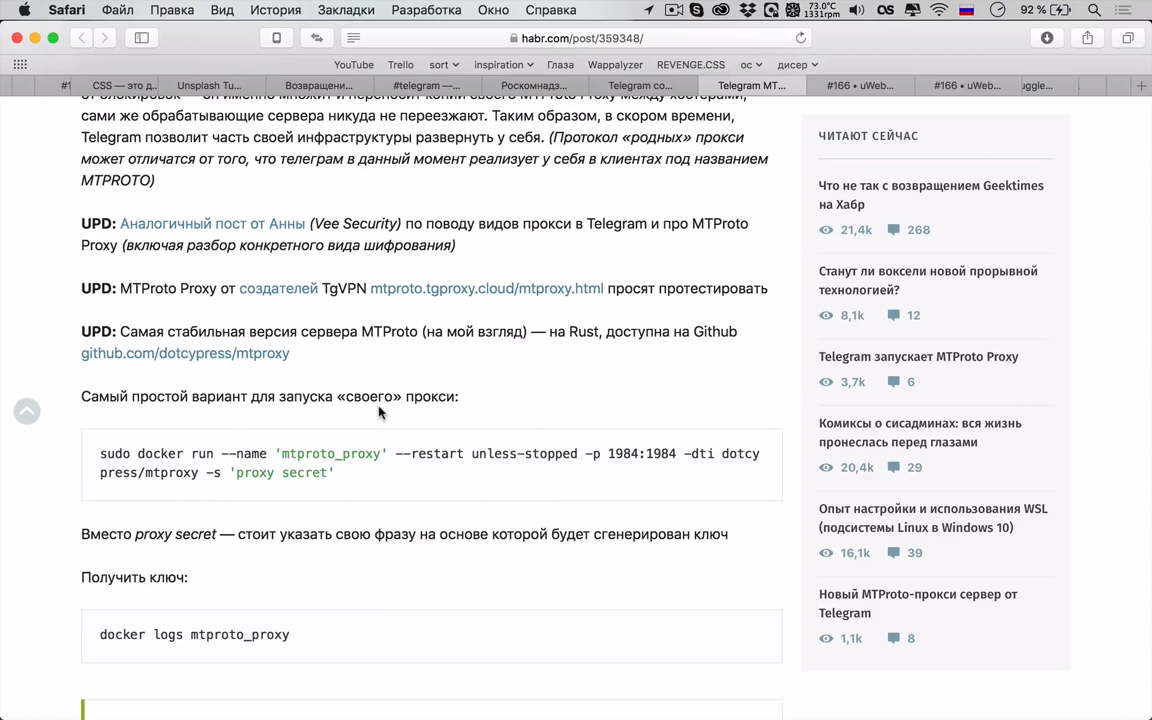 Safari Файл Правка Вид История Закладки Разработка Окно Справка 73.0°C 1331rpm OS 92 %
habr.com/post/359348/
YouTube Trello sort inspiration Глаза Wappalyzer REVENGE.CSS ос дисер
#1 CSS — это д... Unsplash Tu... Возвращени... #telegram —... Роскомнадз... Telegram со... Telegram MT... #166 • uWeb... #166 • uWeb... uggle...
сами же обрабатывающие сервера никуда не переезжают. Таким образом, в скором времени,
Telegram позволит часть своей инфраструктуры развернуть у себя. (Протокол «родных» прокси
может отличатся от того, что телеграм в данный момент реализует у себя в клиентах под названием
MTPROTO)
UPD: Аналогичный пост от Анны (Vee Security) по поводу видов прокси в Telegram и про MTProto
Proxy (включая разбор конкретного вида шифрования)
UPD: MTProto Proxy от создателей TgVPN mtproto.tgproxy.cloud/mtproxy.html просят протестировать
UPD: Самая стабильная версия сервера MTProto (на мой взгляд) — на Rust, доступна на Github
github.com/dotcypress/mtproxy
Самый простой вариант для запуска «своего» прокси:
sudo docker run --name 'mtproto_proxy' --restart unless-stopped -p 1984:1984 -dti dotcy
press/mtproxy -s 'proxy secret'
Вместо proxy secret — стоит указать свою фразу на основе которой будет сгенерирован ключ
Получить ключ:
docker logs mtproto_proxy
ЧИТАЮТ СЕЙЧАС
Что не так с возвращением Geektimes
на Хабр
21,4k 268
Станут ли воксели новой прорывной
технологией?
8,1k 12
Telegram запускает MTProto Proxy
3,7k 6
Комиксы о сисадминах: вся жизнь
пронеслась перед глазами
20,4k 29
Опыт настройки и использования WSL
(подсистемы Linux в Windows 10)
16,1k 39
Новый MTProto-прокси сервер от
Telegram
1,1k 8